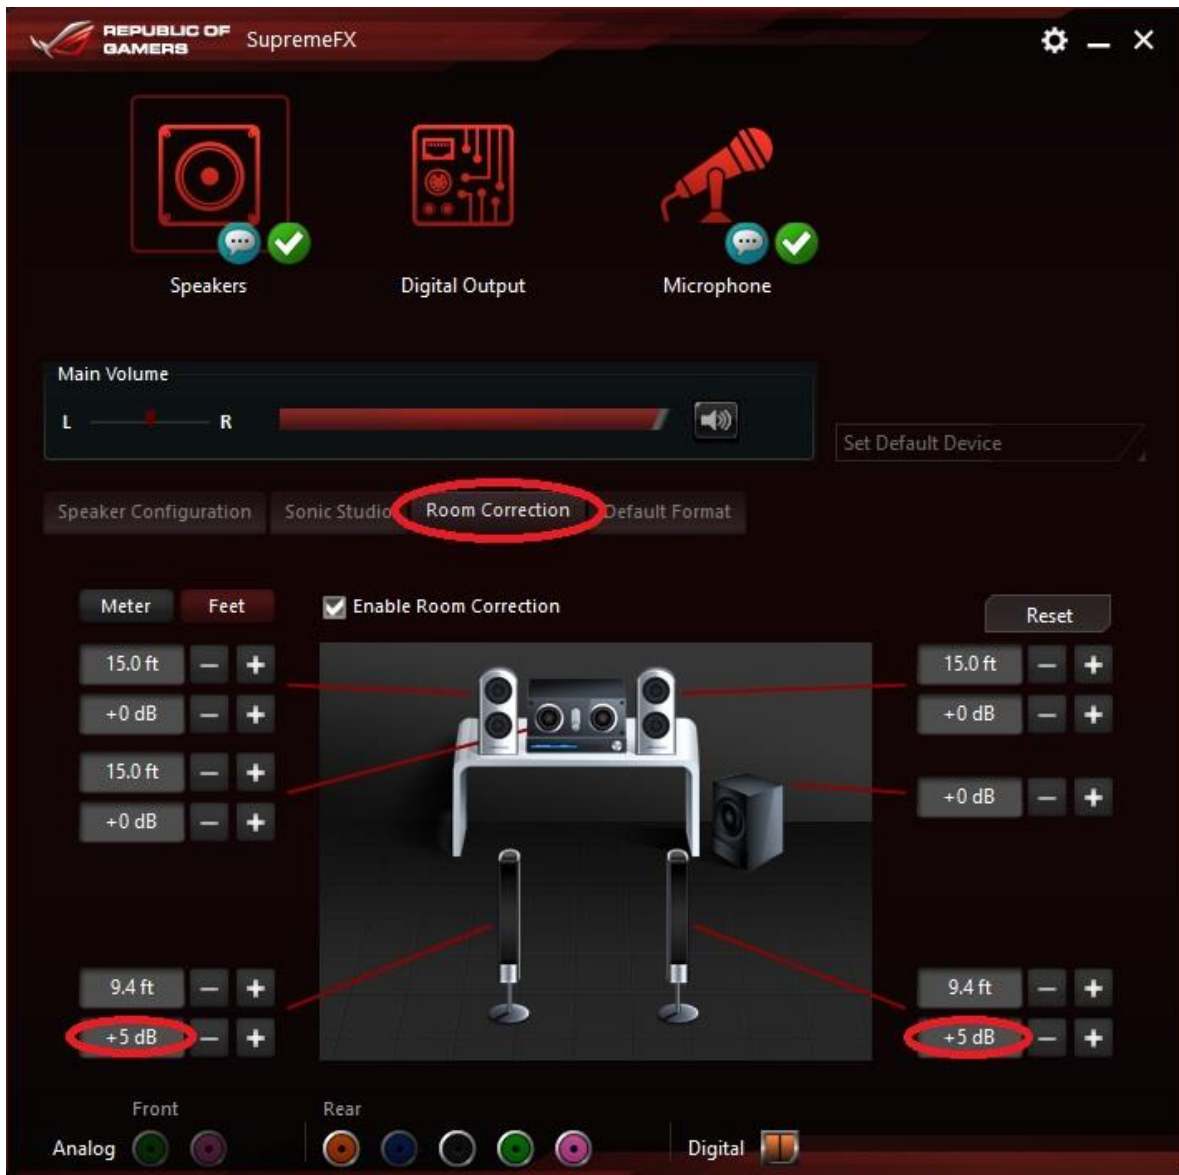 REPUBLIC OF
GAMERS
SupremeFX
Speakers
Digital Output
Microphone
Main Volume
L
R
Set Default Device
Speaker Configuration
Sonic Studio
Room Correction
Default Format
Meter
Feet
Enable Room Correction
Reset
15.0 ft
15.0 ft
+0 dB
+0 dB
15.0 ft
+0 dB
+0 dB
9.4 ft
9.4 ft
+5 dB
+5 dB
Front
Rear
Analog
Digital